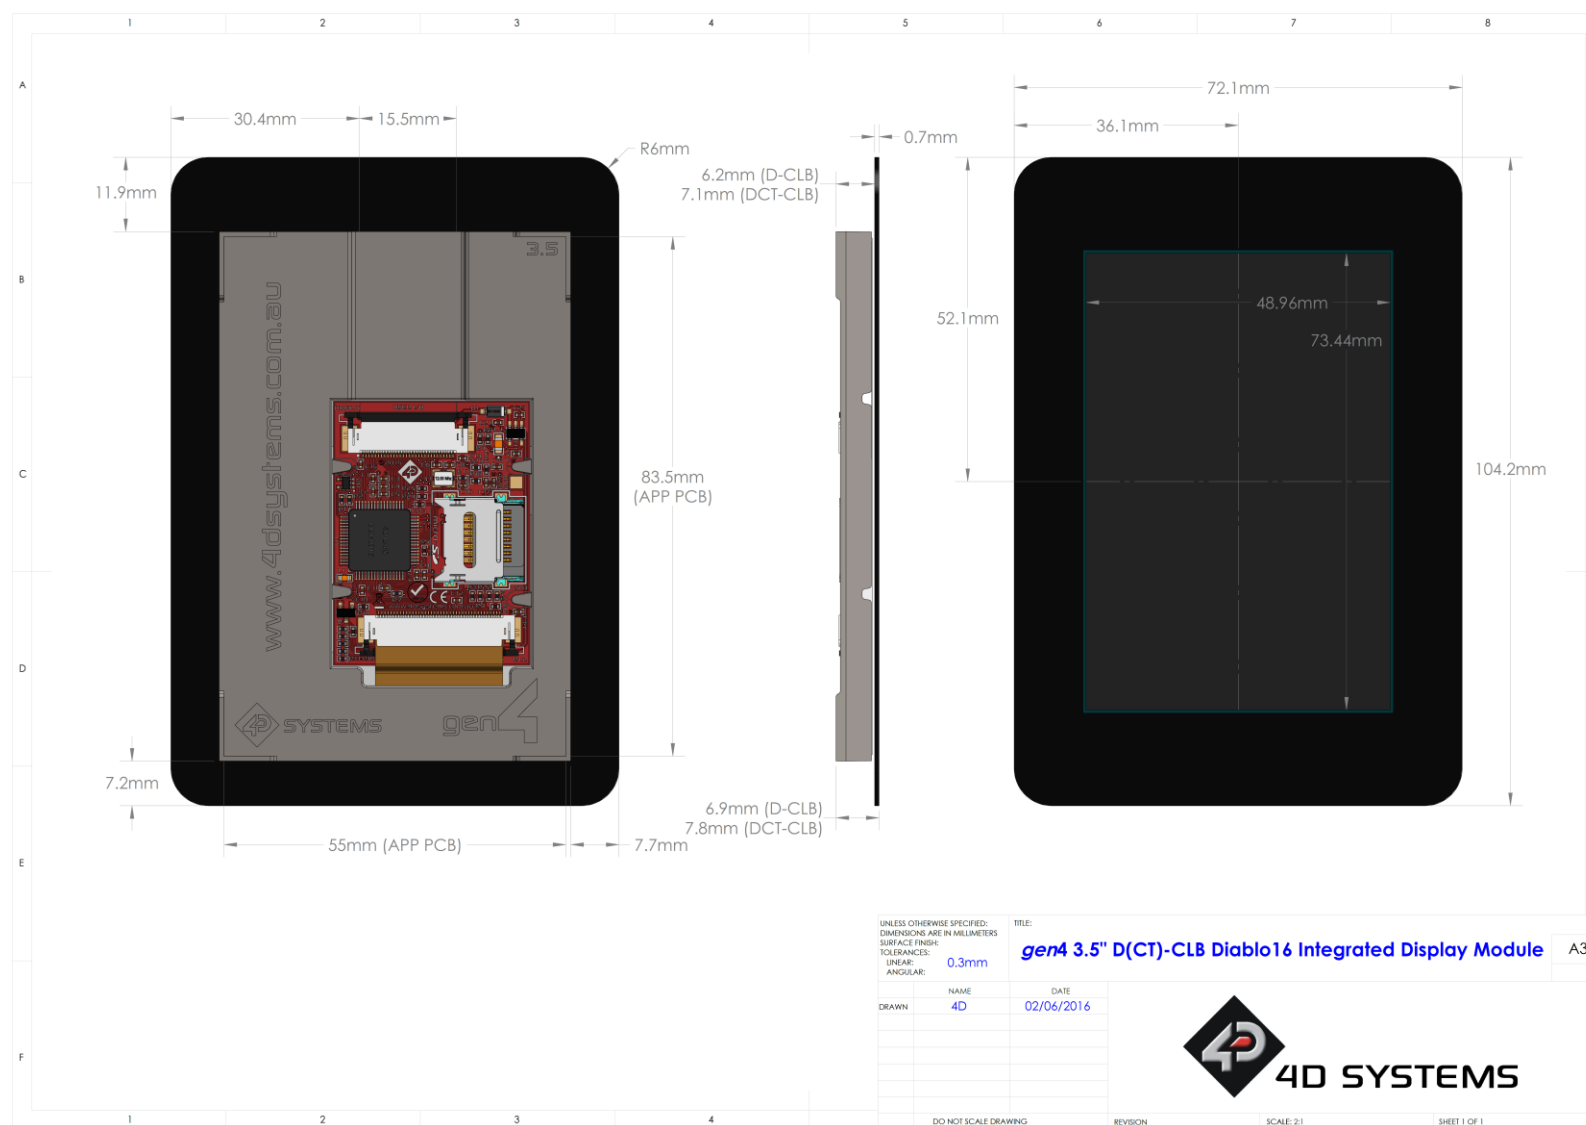 1 2 3 4 5 6 7 8
A
B
C
D
E
F
30.4mm
15.5mm
R6mm
11.9mm
3.5
www.4dsystems.com.au
83.5mm
(APP PCB)
CE
4D SYSTEMS
gen4
7.2mm
55mm (APP PCB)
7.7mm
0.7mm
6.2mm (D-CLB)
7.1mm (DCT-CLB)
6.9mm (D-CLB)
7.8mm (DCT-CLB)
72.1mm
36.1mm
52.1mm
48.96mm
73.44mm
104.2mm
UNLESS OTHERWISE SPECIFIED:
DIMENSIONS ARE IN MILLIMETERS
SURFACE FINISH:
TOLERANCES:
LINEAR: 0.3mm
ANGULAR:
TITLE:
gen4 3.5" D(CT)-CLB Diablo16 Integrated Display Module
A3
NAME DATE
DRAWN 4D 02/06/2016
4D SYSTEMS
DO NOT SCALE DRAWING
REVISION
SCALE: 2:1
SHEET 1 OF 1
1 2 3 4